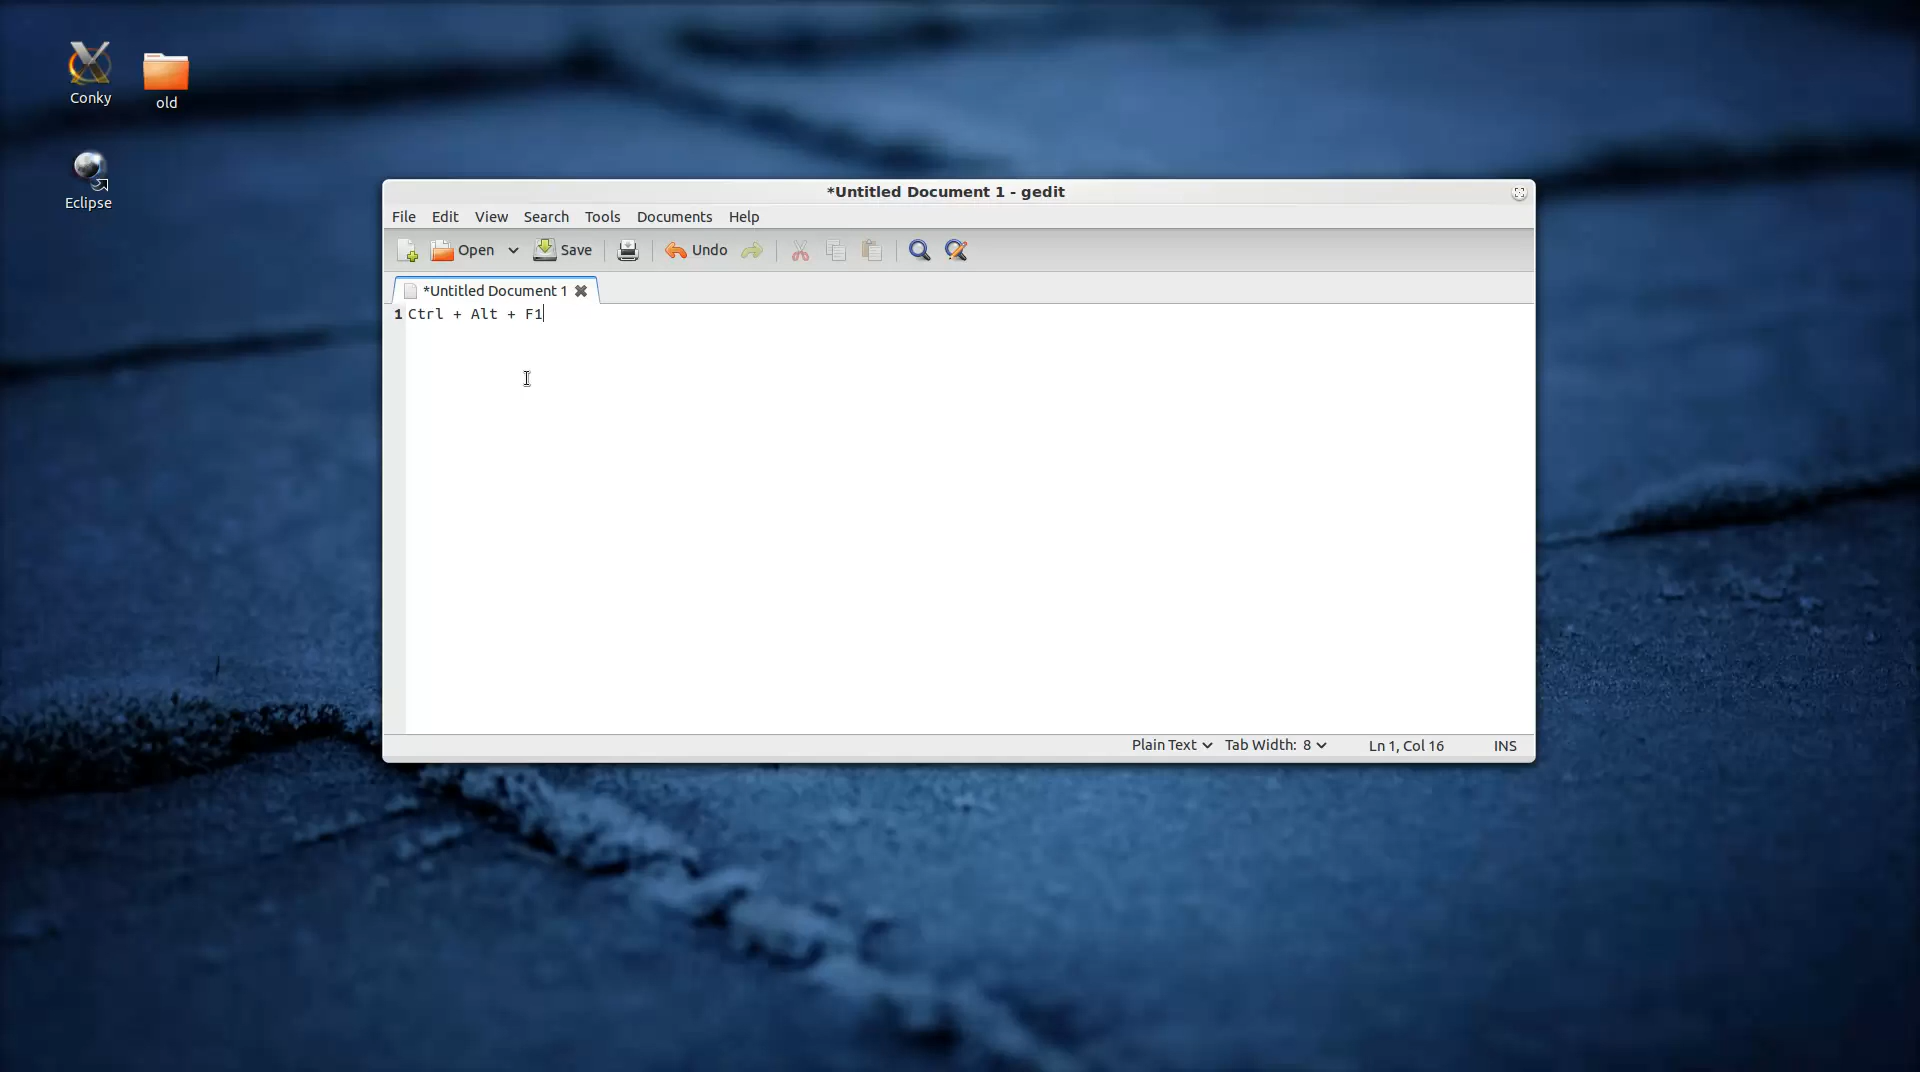 Conky
old
Eclipse
*Untitled Document 1 - gedit
File Edit View Search Tools Documents Help
Open Save Undo
*Untitled Document 1
1 Ctrl + Alt + F1
Plain Text Tab Width: 8 Ln 1, Col 16 INS